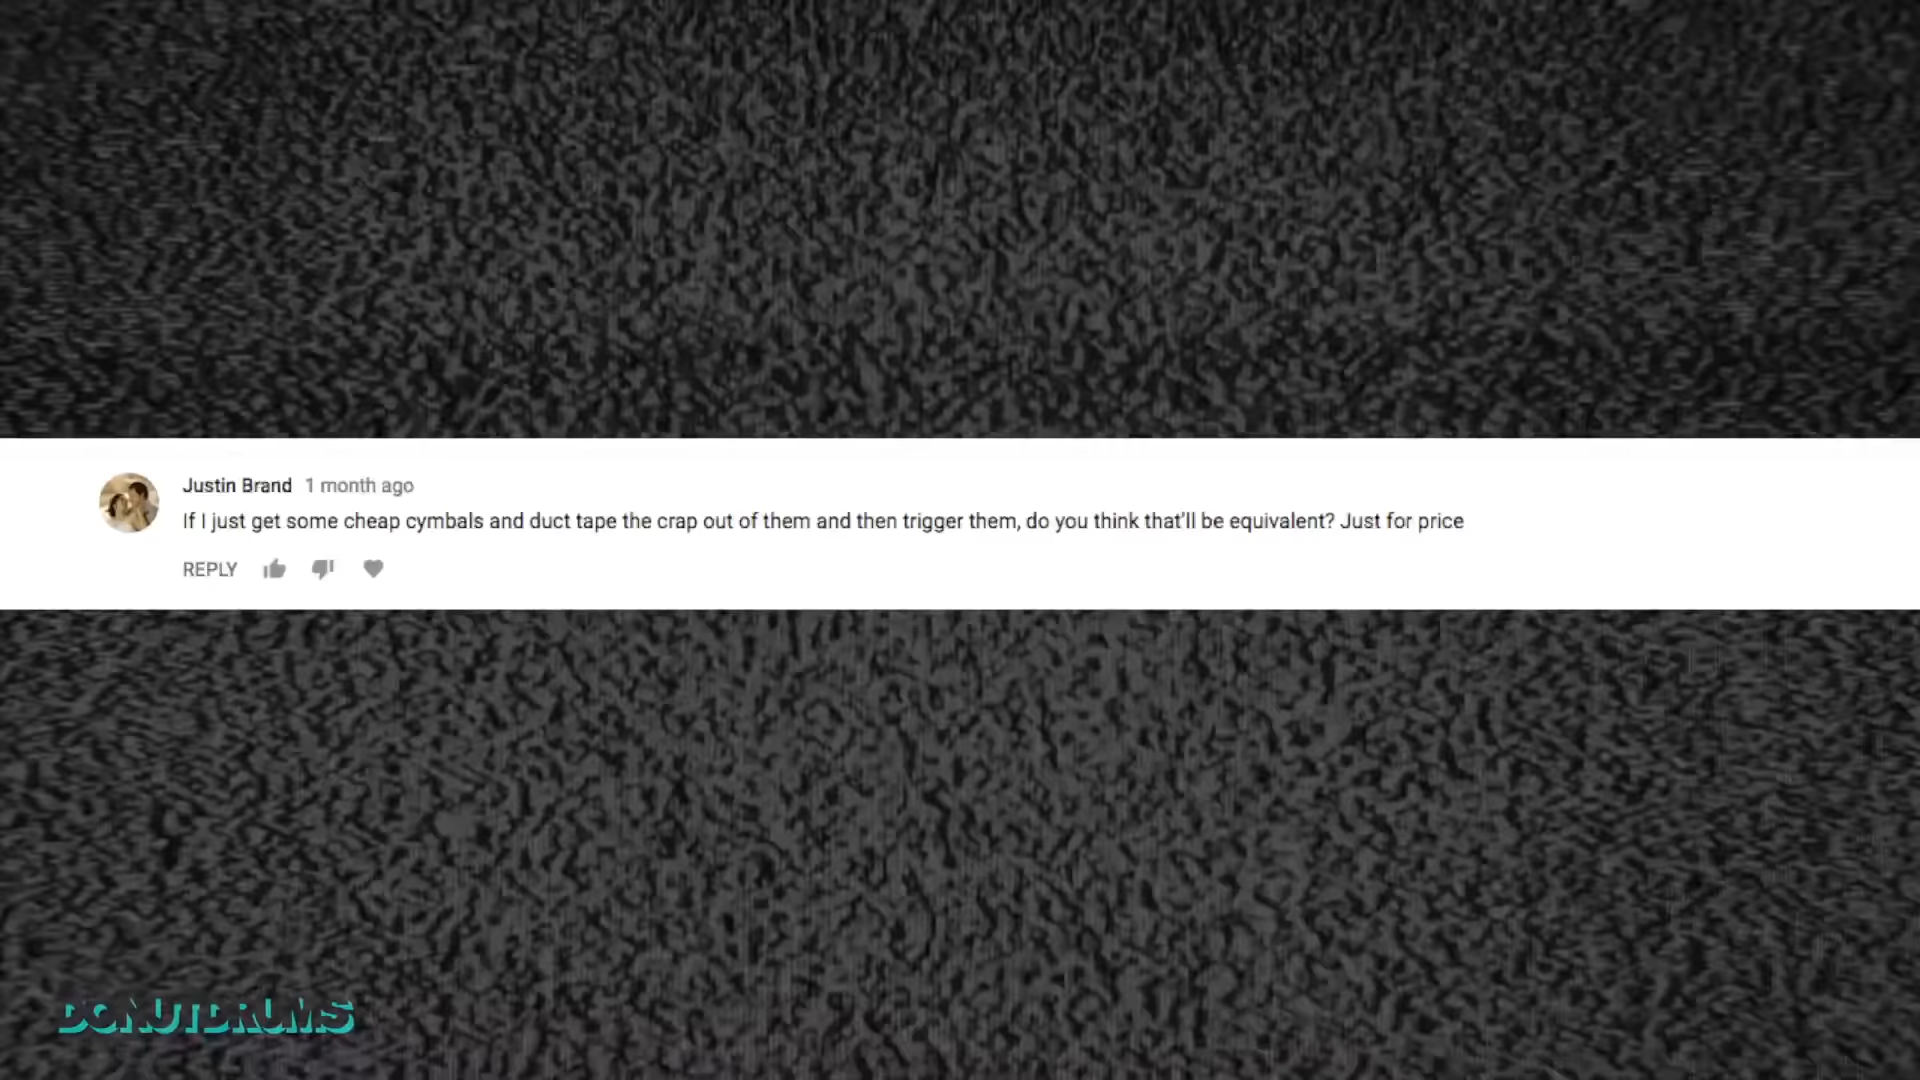 Justin Brand 1 month ago
If I just get some cheap cymbals and duct tape the crap out of them and then trigger them, do you think that'll be equivalent? Just for price
REPLY
DONUTDRUMS